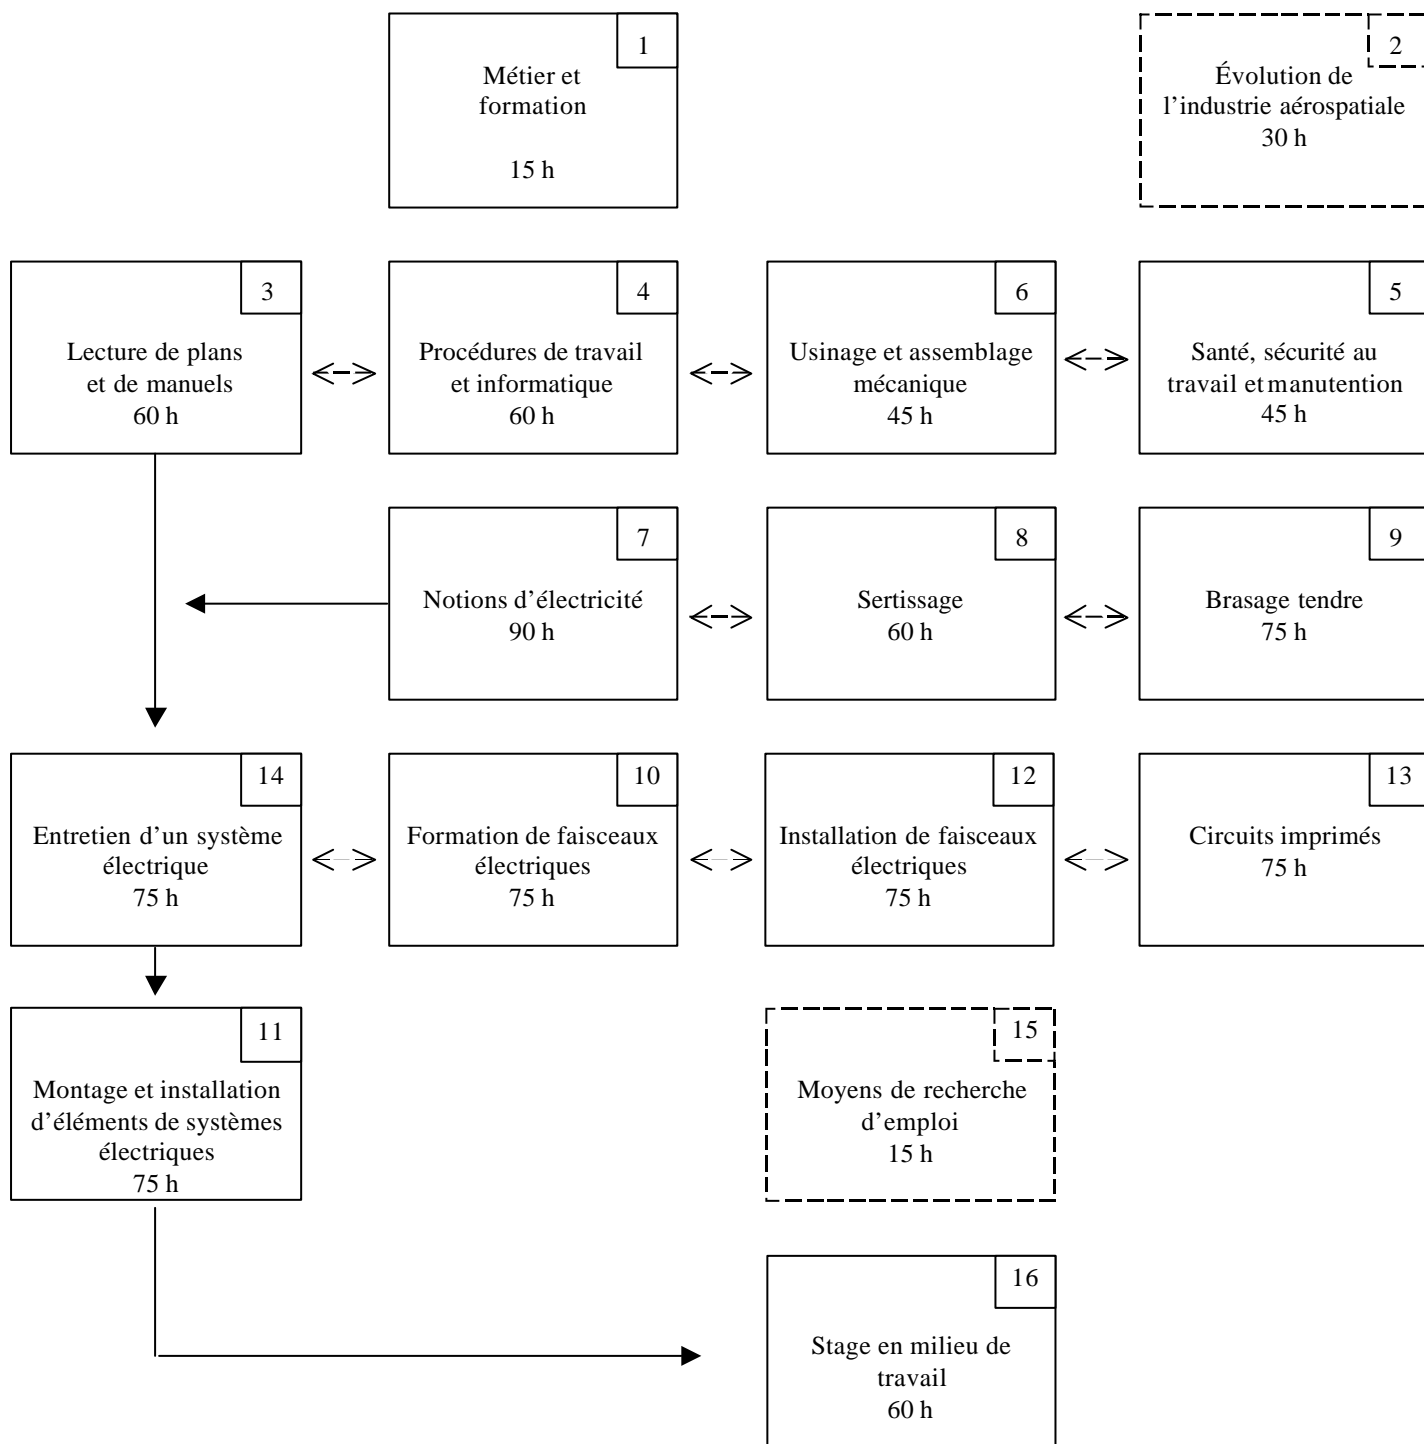 1
Métier et
formation
15 h
2
Évolution de
l’industrie aérospatiale
30 h
3
Lecture de plans
et de manuels
60 h
4
Procédures de travail
et informatique
60 h
6
Usinage et assemblage
mécanique
45 h
5
Santé, sécurité au
travail et manutention
45 h
7
Notions d’électricité
90 h
8
Sertissage
60 h
9
Brasage tendre
75 h
14
Entretien d’un système
électrique
75 h
10
Formation de faisceaux
électriques
75 h
12
Installation de faisceaux
électriques
75 h
13
Circuits imprimés
75 h
11
Montage et installation
d’éléments de systèmes
électriques
75 h
15
Moyens de recherche
d’emploi
15 h
16
Stage en milieu de
travail
60 h